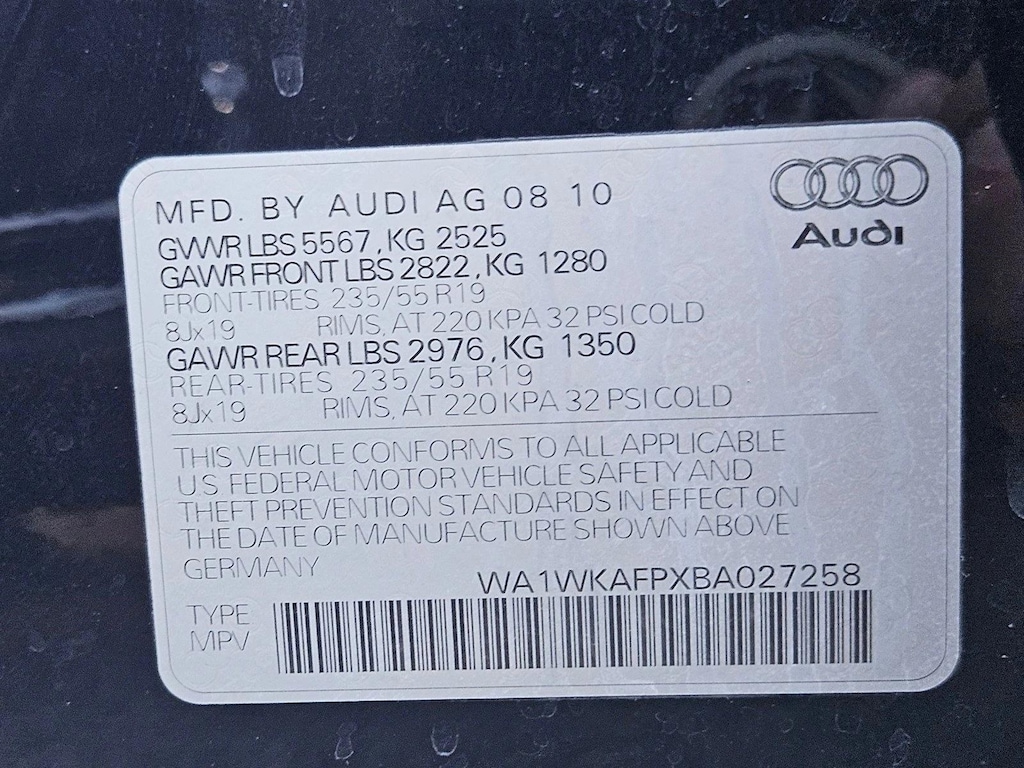 MFD. BY AUDI AG 08 10
Audi
GVWR LBS 5567, KG 2525
GAWR FRONT LBS 2822, KG 1280
FRONT-TIRES 235/55 R19
8Jx19 RIMS, AT 220 KPA 32 PSI COLD
GAWR REAR LBS 2976, KG 1350
REAR-TIRES 235/55 R19
8Jx19 RIMS, AT 220 KPA 32 PSI COLD
THIS VEHICLE CONFORMS TO ALL APPLICABLE
U.S FEDERAL MOTOR VEHICLE SAFETY AND
THEFT PREVENTION STANDARDS IN EFFECT ON
THE DATE OF MANUFACTURE SHOWN ABOVE
GERMANY
WA1WKAFPXBA027258
TYPE
MPV